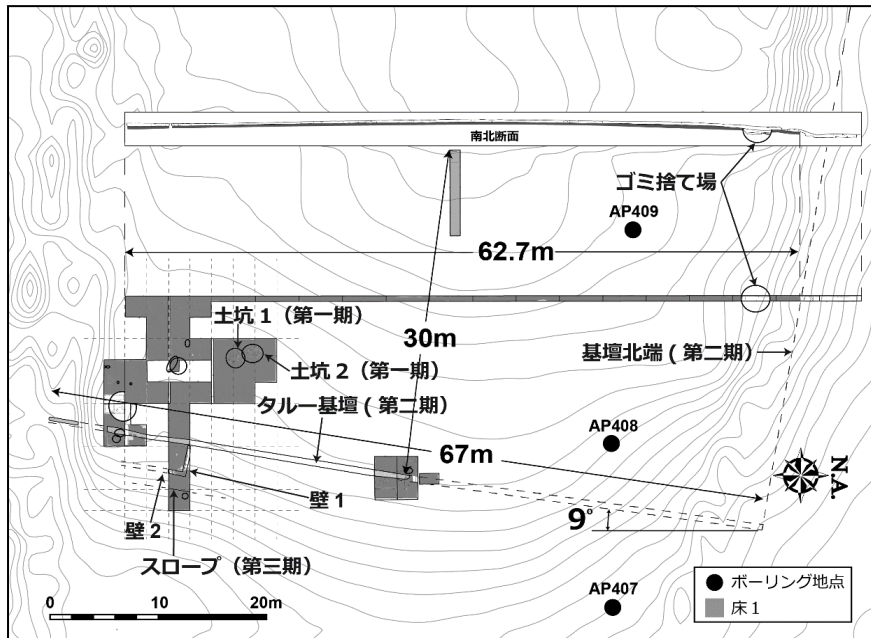 南北断面
ゴミ捨て場
AP409
62.7m
土坑1（第一期）
30m
基壇北端(第二期)
土坑2（第一期）
タルー基壇(第二期)
AP408
67m
N.A.
壁1
9°
壁2
スロープ（第三期）
AP407
0 10 20m
ボーリング地点
床1